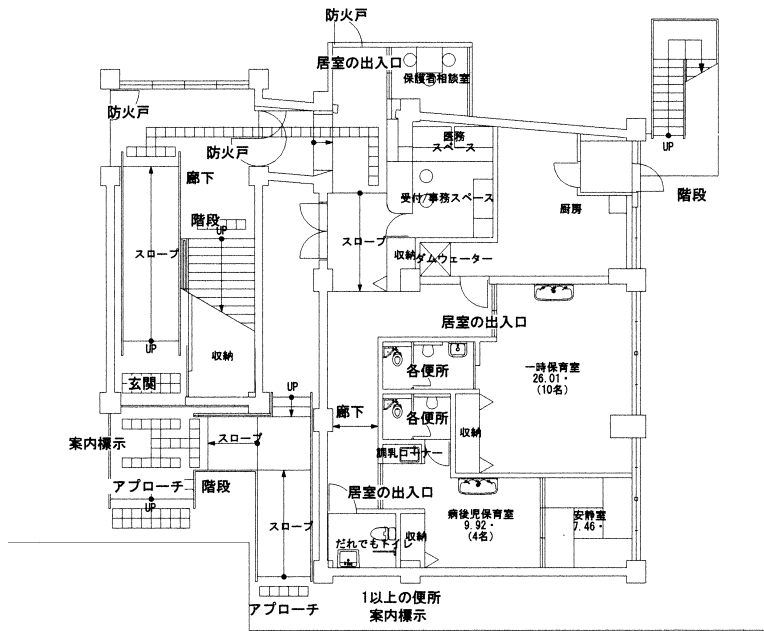 防火戸
居室の出入口
保護者相談室
防火戸
医務
スペース
防火戸
UP
廊下
階段
受付/事務スペース
厨房
階段
UP
スロープ
スロープ
収納
ダムウェーター
居室の出入口
UP
収納
各便所
一時保育室
26.01・
(10名)
玄関
UP
廊下
各便所
収納
案内標示
スロープ
調乳コーナー
アプローチ
階段
居室の出入口
UP
スロープ
病後児保育室
9.92・
(4名)
安静室
7.46・
だれでもトイレ
収納
アプローチ
1以上の便所
案内標示